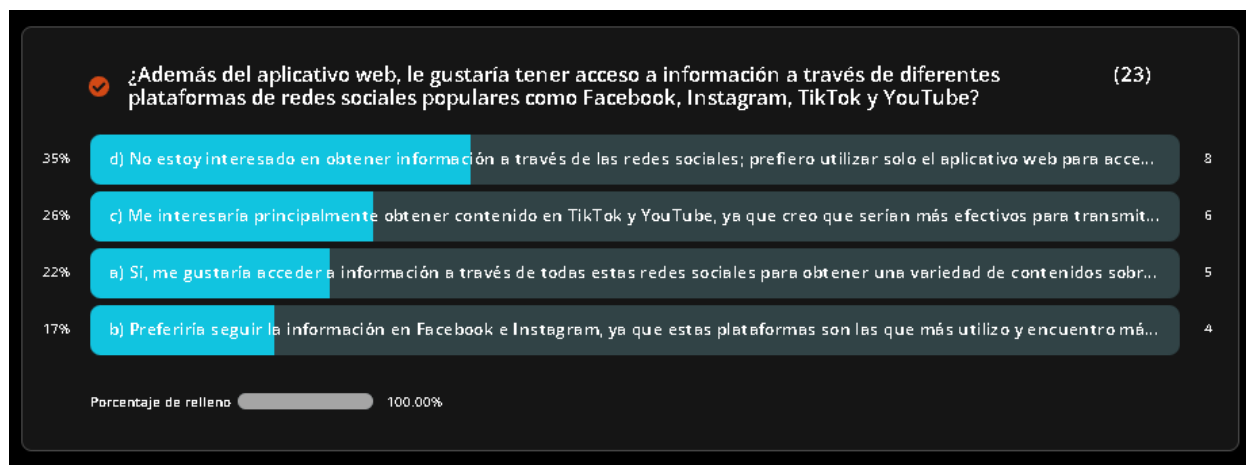 ¿Además del aplicativo web, le gustaría tener acceso a información a través de diferentes (23)
plataformas de redes sociales populares como Facebook, Instagram, TikTok y YouTube?
35% d) No estoy interesado en obtener información a través de las redes sociales; prefiero utilizar solo el aplicativo web para acce... 8
26% c) Me interesaría principalmente obtener contenido en TikTok y YouTube, ya que creo que serían más efectivos para transmit... 6
22% a) Sí, me gustaría acceder a información a través de todas estas redes sociales para obtener una variedad de contenidos sobr... 5
17% b) Preferiría seguir la información en Facebook e Instagram, ya que estas plataformas son las que más utilizo y encuentro má... 4
Porcentaje de relleno 100.00%